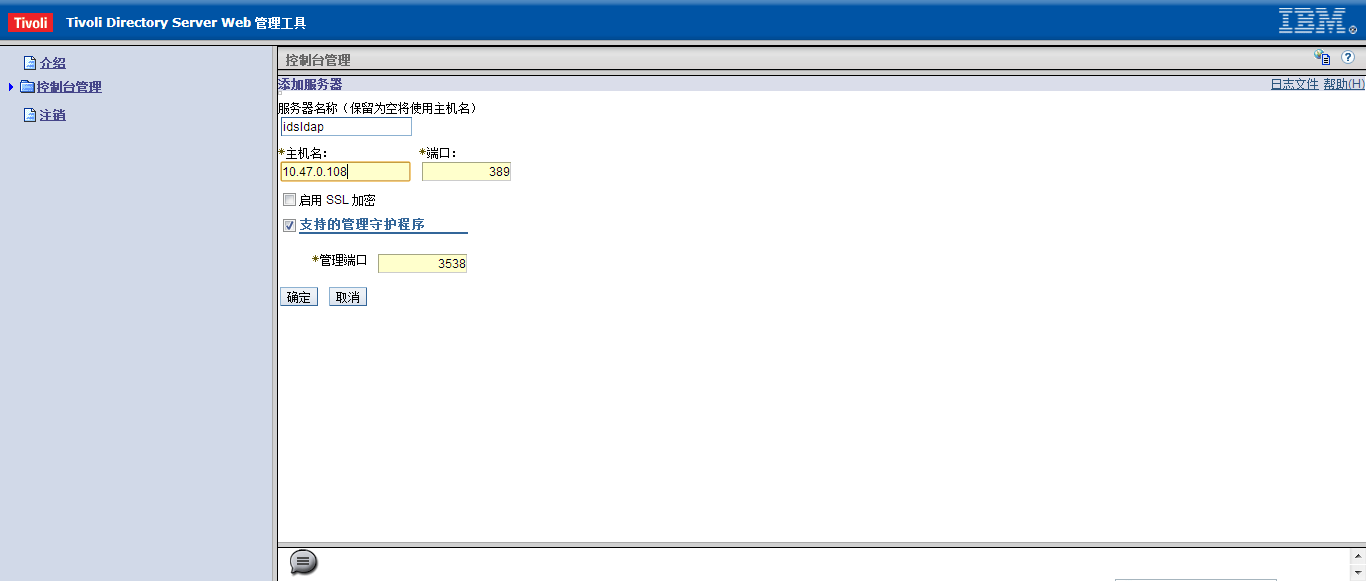 Tivoli Tivoli Directory Server Web 管理工具 IBM®
介绍
控制台管理
注销
控制台管理 ?
添加服务器 日志文件 帮助(H)
服务器名称（保留为空将使用主机名）
idsldap
*主机名： *端口：
10.47.0.108 389
启用 SSL 加密
支持的管理守护程序
*管理端口 3538
确定 取消